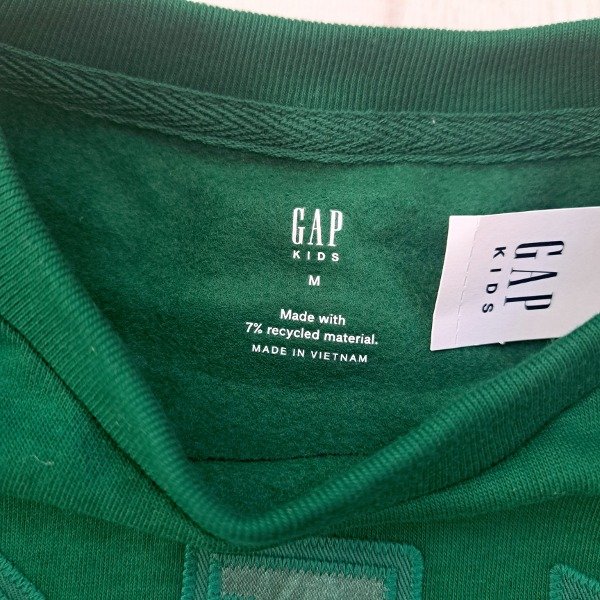 GAP
KIDS
M
Made with
7% recycled material.
MADE IN VIETNAM
GAP
KIDS